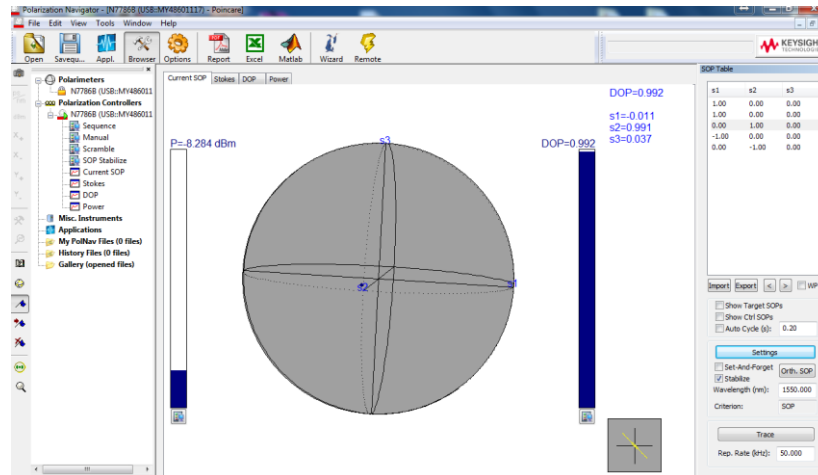 Polarization Navigator - [N7786B (USB::MY48601117) - Poincare]
File Edit View Tools Window Help
Open Savequ... Appl. Browser Options Report Excel Matlab Wizard Remote
KEYSIGHT
TECHNOLOGIES
Polarimeters
N7786B (USB::MY486011
Polarization Controllers
N7786B (USB::MY486011
Sequence
Manual
Scramble
SOP Stabilize
Current SOP
Stokes
DOP
Power
Misc. Instruments
Applications
My PolNav Files (0 files)
History Files (0 files)
Gallery (opened files)
Current SOP Stokes DOP Power
DOP=0.992
s1=-0.011
s2=0.991
s3=0.037
P=-8.284 dBm
DOP=0.992
s3
s2
s1
SOP Table
s1 s2 s3
1.00 0.00 0.00
1.00 0.00 0.00
0.00 1.00 0.00
-1.00 0.00 0.00
0.00 -1.00 0.00
Import Export < > WP
Show Target SOPs
Show Ctrl SOPs
Auto Cycle (s): 0.20
Settings
Set-And-Forget Orth. SOP
Stabilize
Wavelength (nm): 1550.000
Criterion: SOP
Trace
Rep. Rate (kHz): 50.000